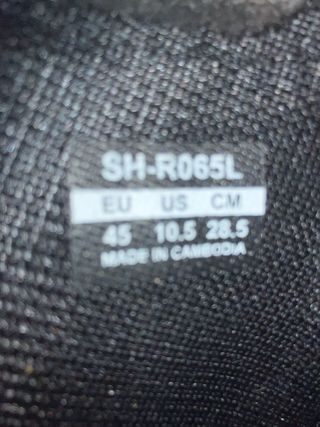 SH-R065L
EU US CM
45 10.5 28.5
MADE IN CAMBODIA